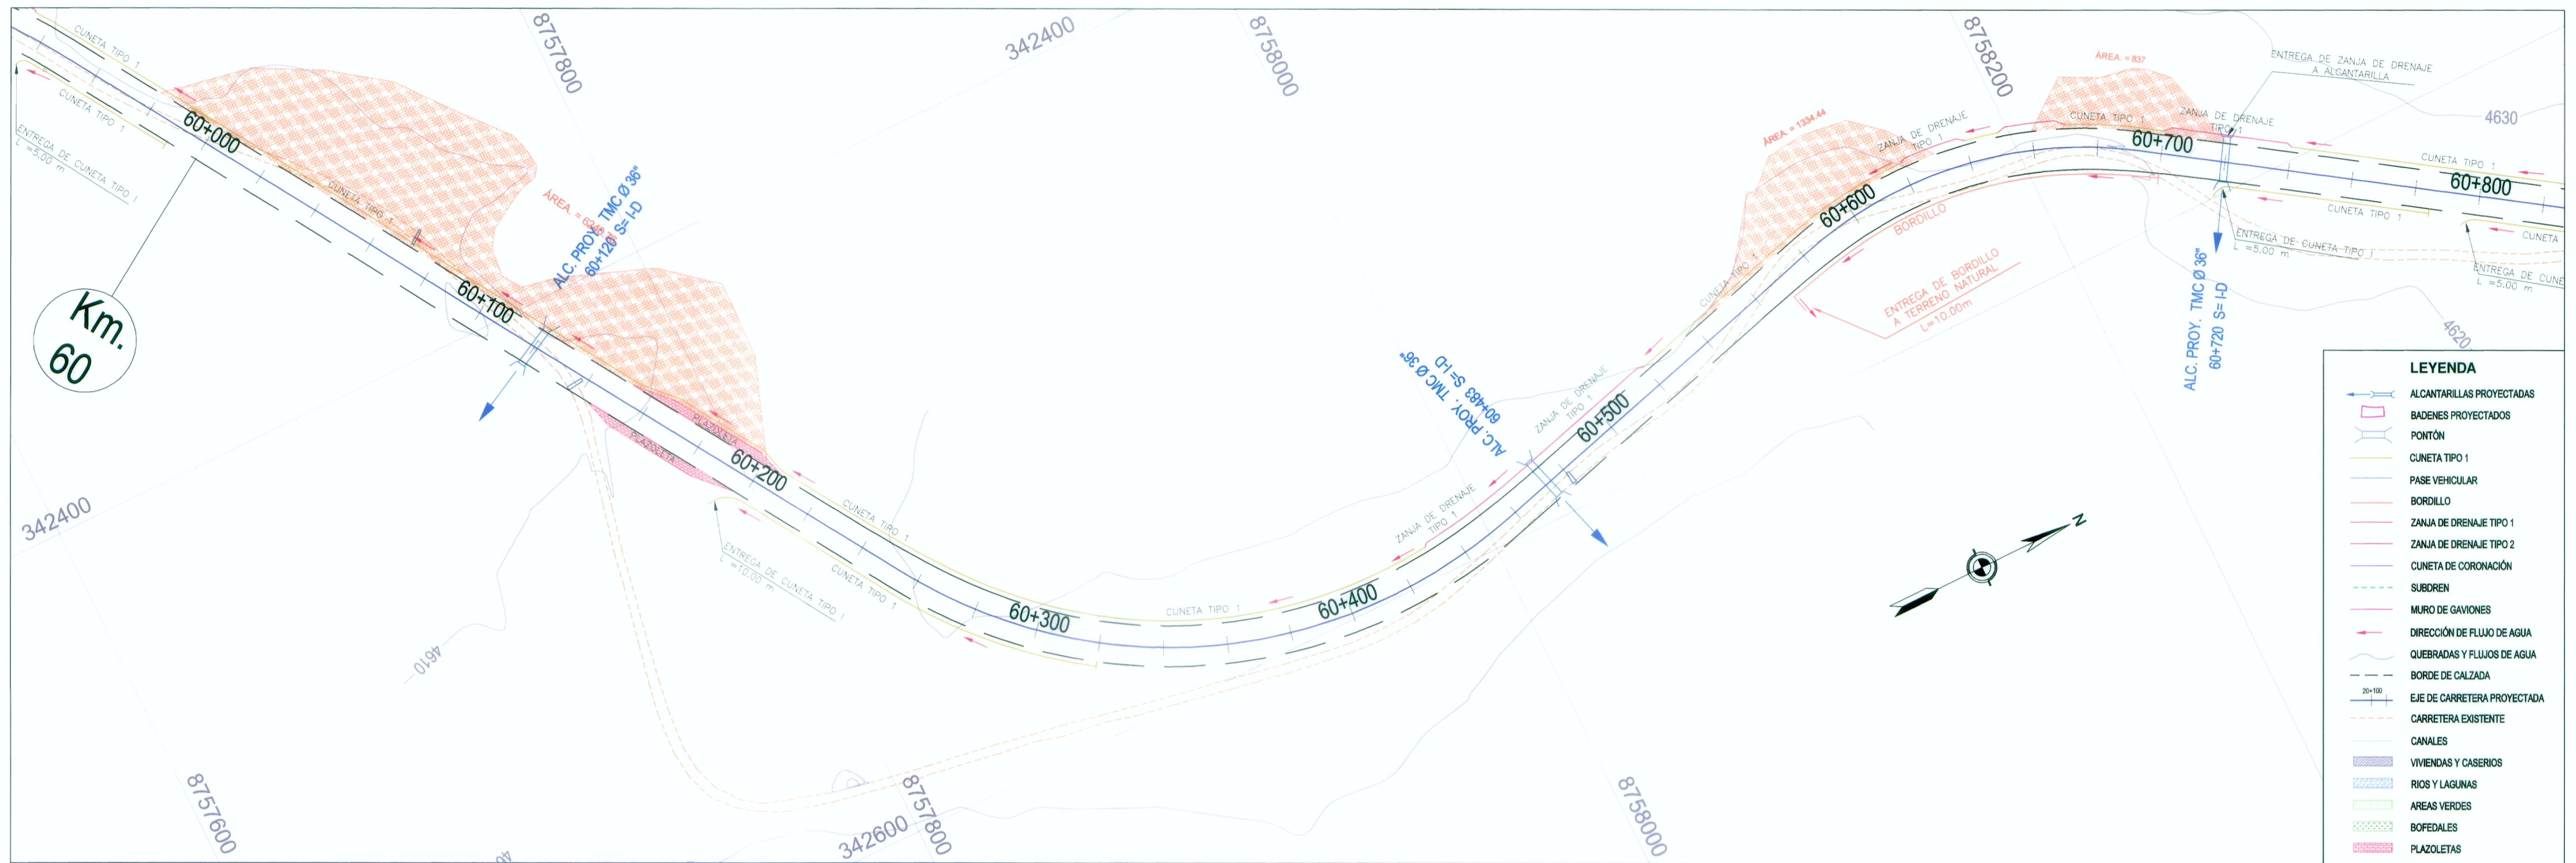 CUNETA TIPO 1
CUNETA TIPO 1
ENTREGA DE CUNETA TIPO I
L =5.00 m
60+000
Km.
60
CUNETA TIPO 1
8757800
342400
8758000
8758200
AREA. =
ALC. PROY. TMC Ø 36"
60+120 S= I-D
60+100
PLAZOLETA
PLAZOLETA
60+200
342400
ENTREGA DE CUNETA TIPO I
L =10.00 m
CUNETA TIPO 1
CUNETA TIPO 1
4610
60+300
CUNETA TIPO 1
60+400
ZANJA DE DRENAJE
TIPO 1
ALC. PROY. TMC Ø 36"
60+483 S= I-D
ZANJA DE DRENAJE
TIPO 1
60+500
CUNETA TIPO 1
AREA. = 1334.44
60+600
ZANJA DE DRENAJE
TIPO 1
BORDILLO
ENTREGA DE BORDILLO
A TERRENO NATURAL
L=10.00m
ÁREA. = 837
CUNETA TIPO 1
ZANJA DE DRENAJE
TIPO 1
60+700
ENTREGA DE ZANJA DE DRENAJE
A ALCANTARILLA
4630
CUNETA TIPO 1
60+800
CUNETA TIPO 1
CUNETA
ENTREGA DE CUNETA TIPO I
L =5.00 m
ENTREGA DE CUNE
L =5.00 m
ALC. PROY. TMC Ø 36"
60+720 S= I-D
4620
N
8757600
342600
8757800
8758000
LEYENDA
ALCANTARILLAS PROYECTADAS
BADENES PROYECTADOS
PONTÓN
CUNETA TIPO 1
PASE VEHICULAR
BORDILLO
ZANJA DE DRENAJE TIPO 1
ZANJA DE DRENAJE TIPO 2
CUNETA DE CORONACIÓN
SUBDREN
MURO DE GAVIONES
DIRECCIÓN DE FLUJO DE AGUA
QUEBRADAS Y FLUJOS DE AGUA
BORDE DE CALZADA
20+100
EJE DE CARRETERA PROYECTADA
CARRETERA EXISTENTE
CANALES
VIVIENDAS Y CASERIOS
RIOS Y LAGUNAS
AREAS VERDES
BOFEDALES
PLAZOLETAS